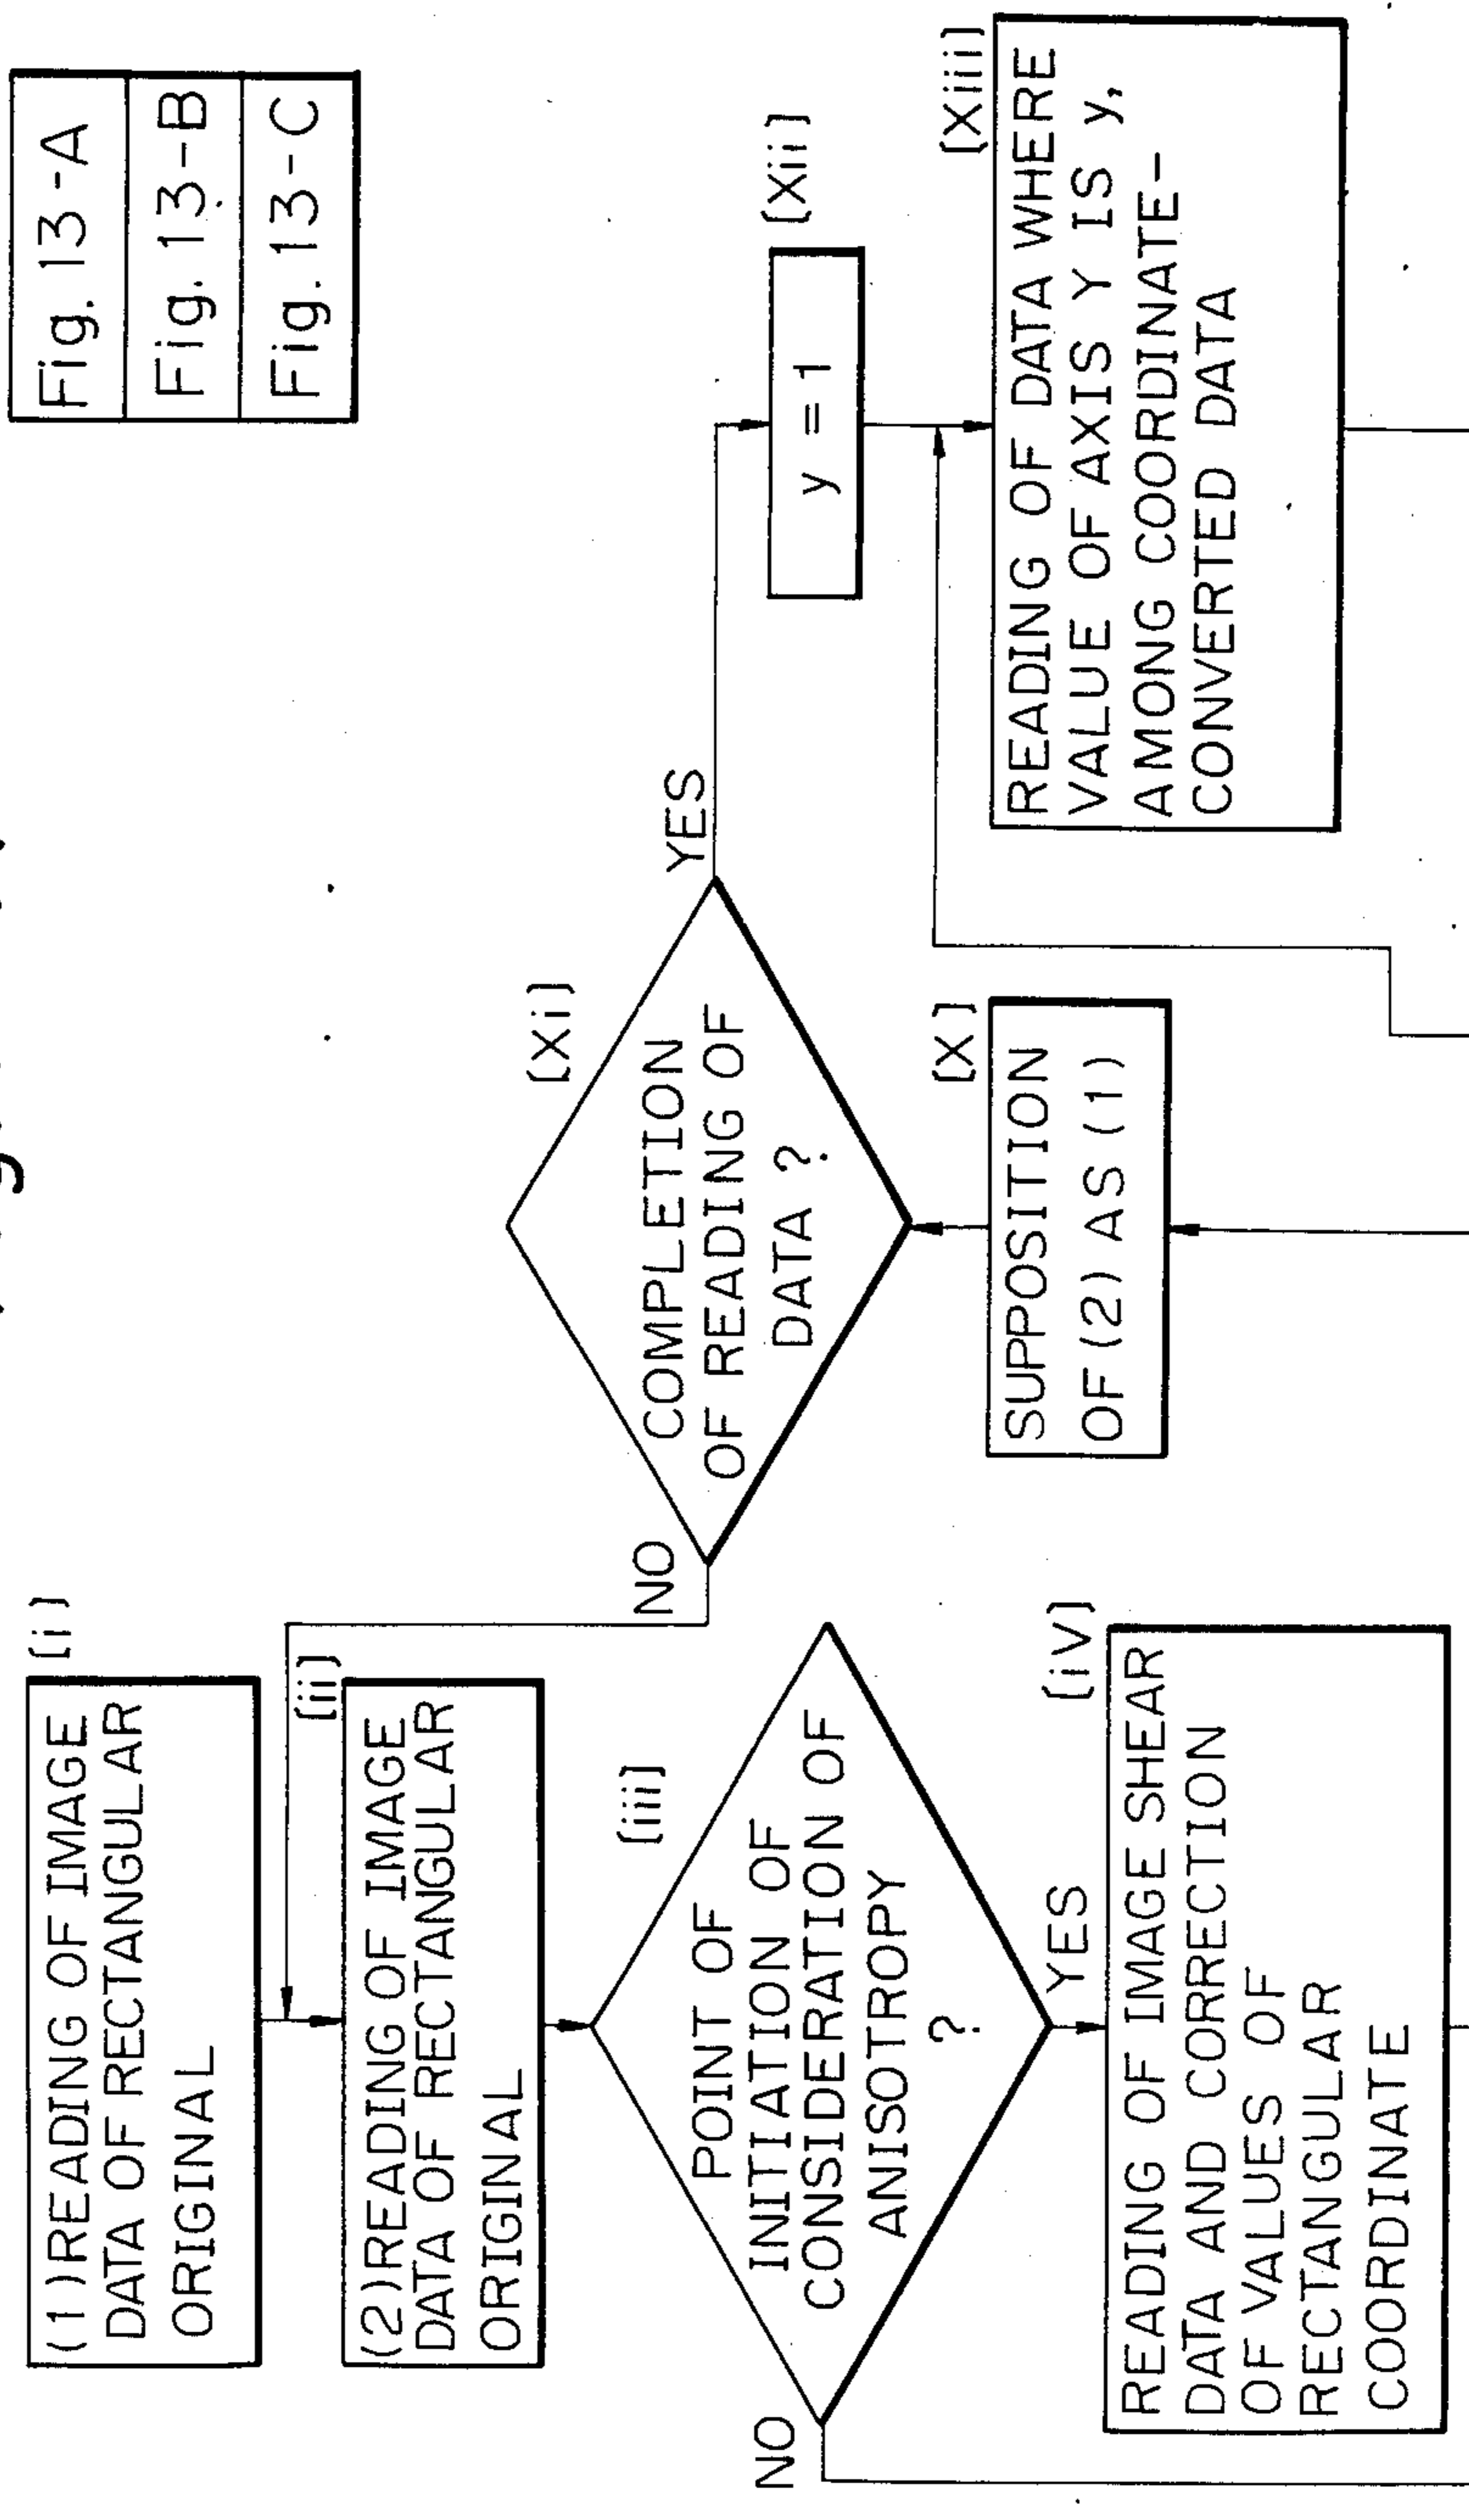 Fig. 13-A
Fig. 13-B
Fig. 13-C
(i)
(1) READING OF IMAGE
DATA OF RECTANGULAR
ORIGINAL
(ii)
(2) READING OF IMAGE
DATA OF RECTANGULAR
ORIGINAL
(iii)
POINT OF
INITIATION OF
CONSIDERATION OF
ANISOTROPY
?
NO
YES
(iV)
READING OF IMAGE SHEAR
DATA AND CORRECTION
OF VALUES OF
RECTANGULAR
COORDINATE
(Xi)
COMPLETION
OF READING OF
DATA ?
NO
YES
(X)
SUPPOSITION
OF (2) AS (1)
(Xii)
y = 1
(Xiii)
READING OF DATA WHERE
VALUE OF AXIS Y IS y,
AMONG COORDINATE-
CONVERTED DATA